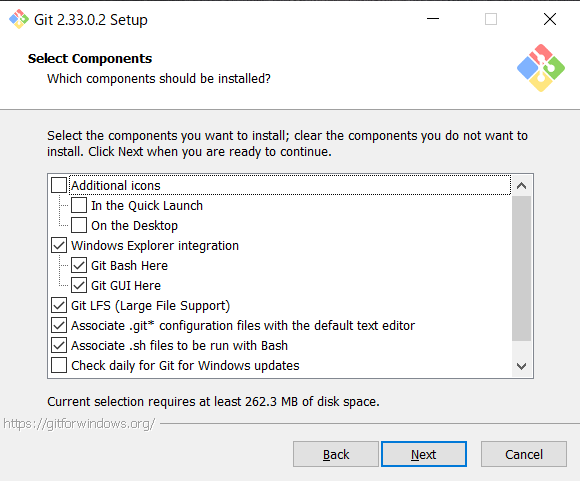 Git 2.33.0.2 Setup
Select Components
Which components should be installed?
Select the components you want to install; clear the components you do not want to
install. Click Next when you are ready to continue.
Additional icons
In the Quick Launch
On the Desktop
Windows Explorer integration
Git Bash Here
Git GUI Here
Git LFS (Large File Support)
Associate .git* configuration files with the default text editor
Associate .sh files to be run with Bash
Check daily for Git for Windows updates
Current selection requires at least 262.3 MB of disk space.
https://gitforwindows.org/
Back
Next
Cancel